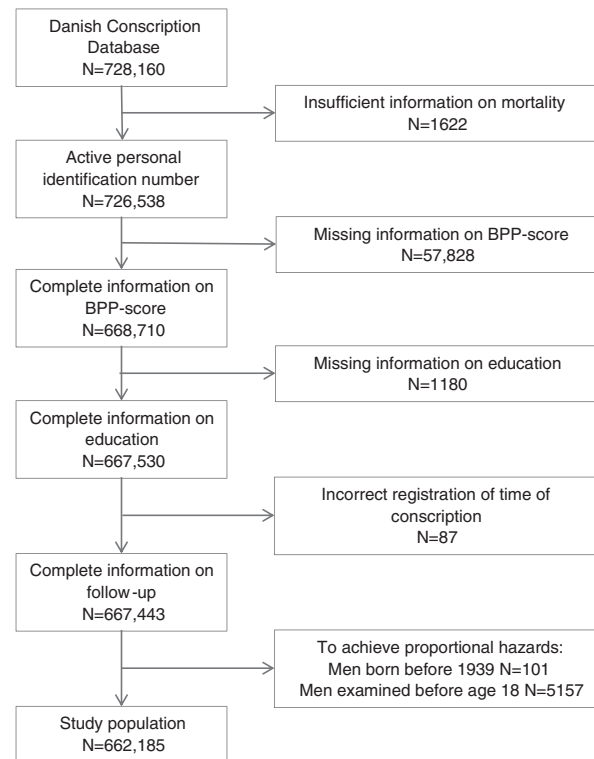 Danish Conscription
Database
N=728,160
Insufficient information on mortality
N=1622
Active personal
identification number
N=726,538
Missing information on BPP-score
N=57,828
Complete information on
BPP-score
N=668,710
Missing information on education
N=1180
Complete information on
education
N=667,530
Incorrect registration of time of
conscription
N=87
Complete information on
follow-up
N=667,443
To achieve proportional hazards:
Men born before 1939 N=101
Men examined before age 18 N=5157
Study population
N=662,185